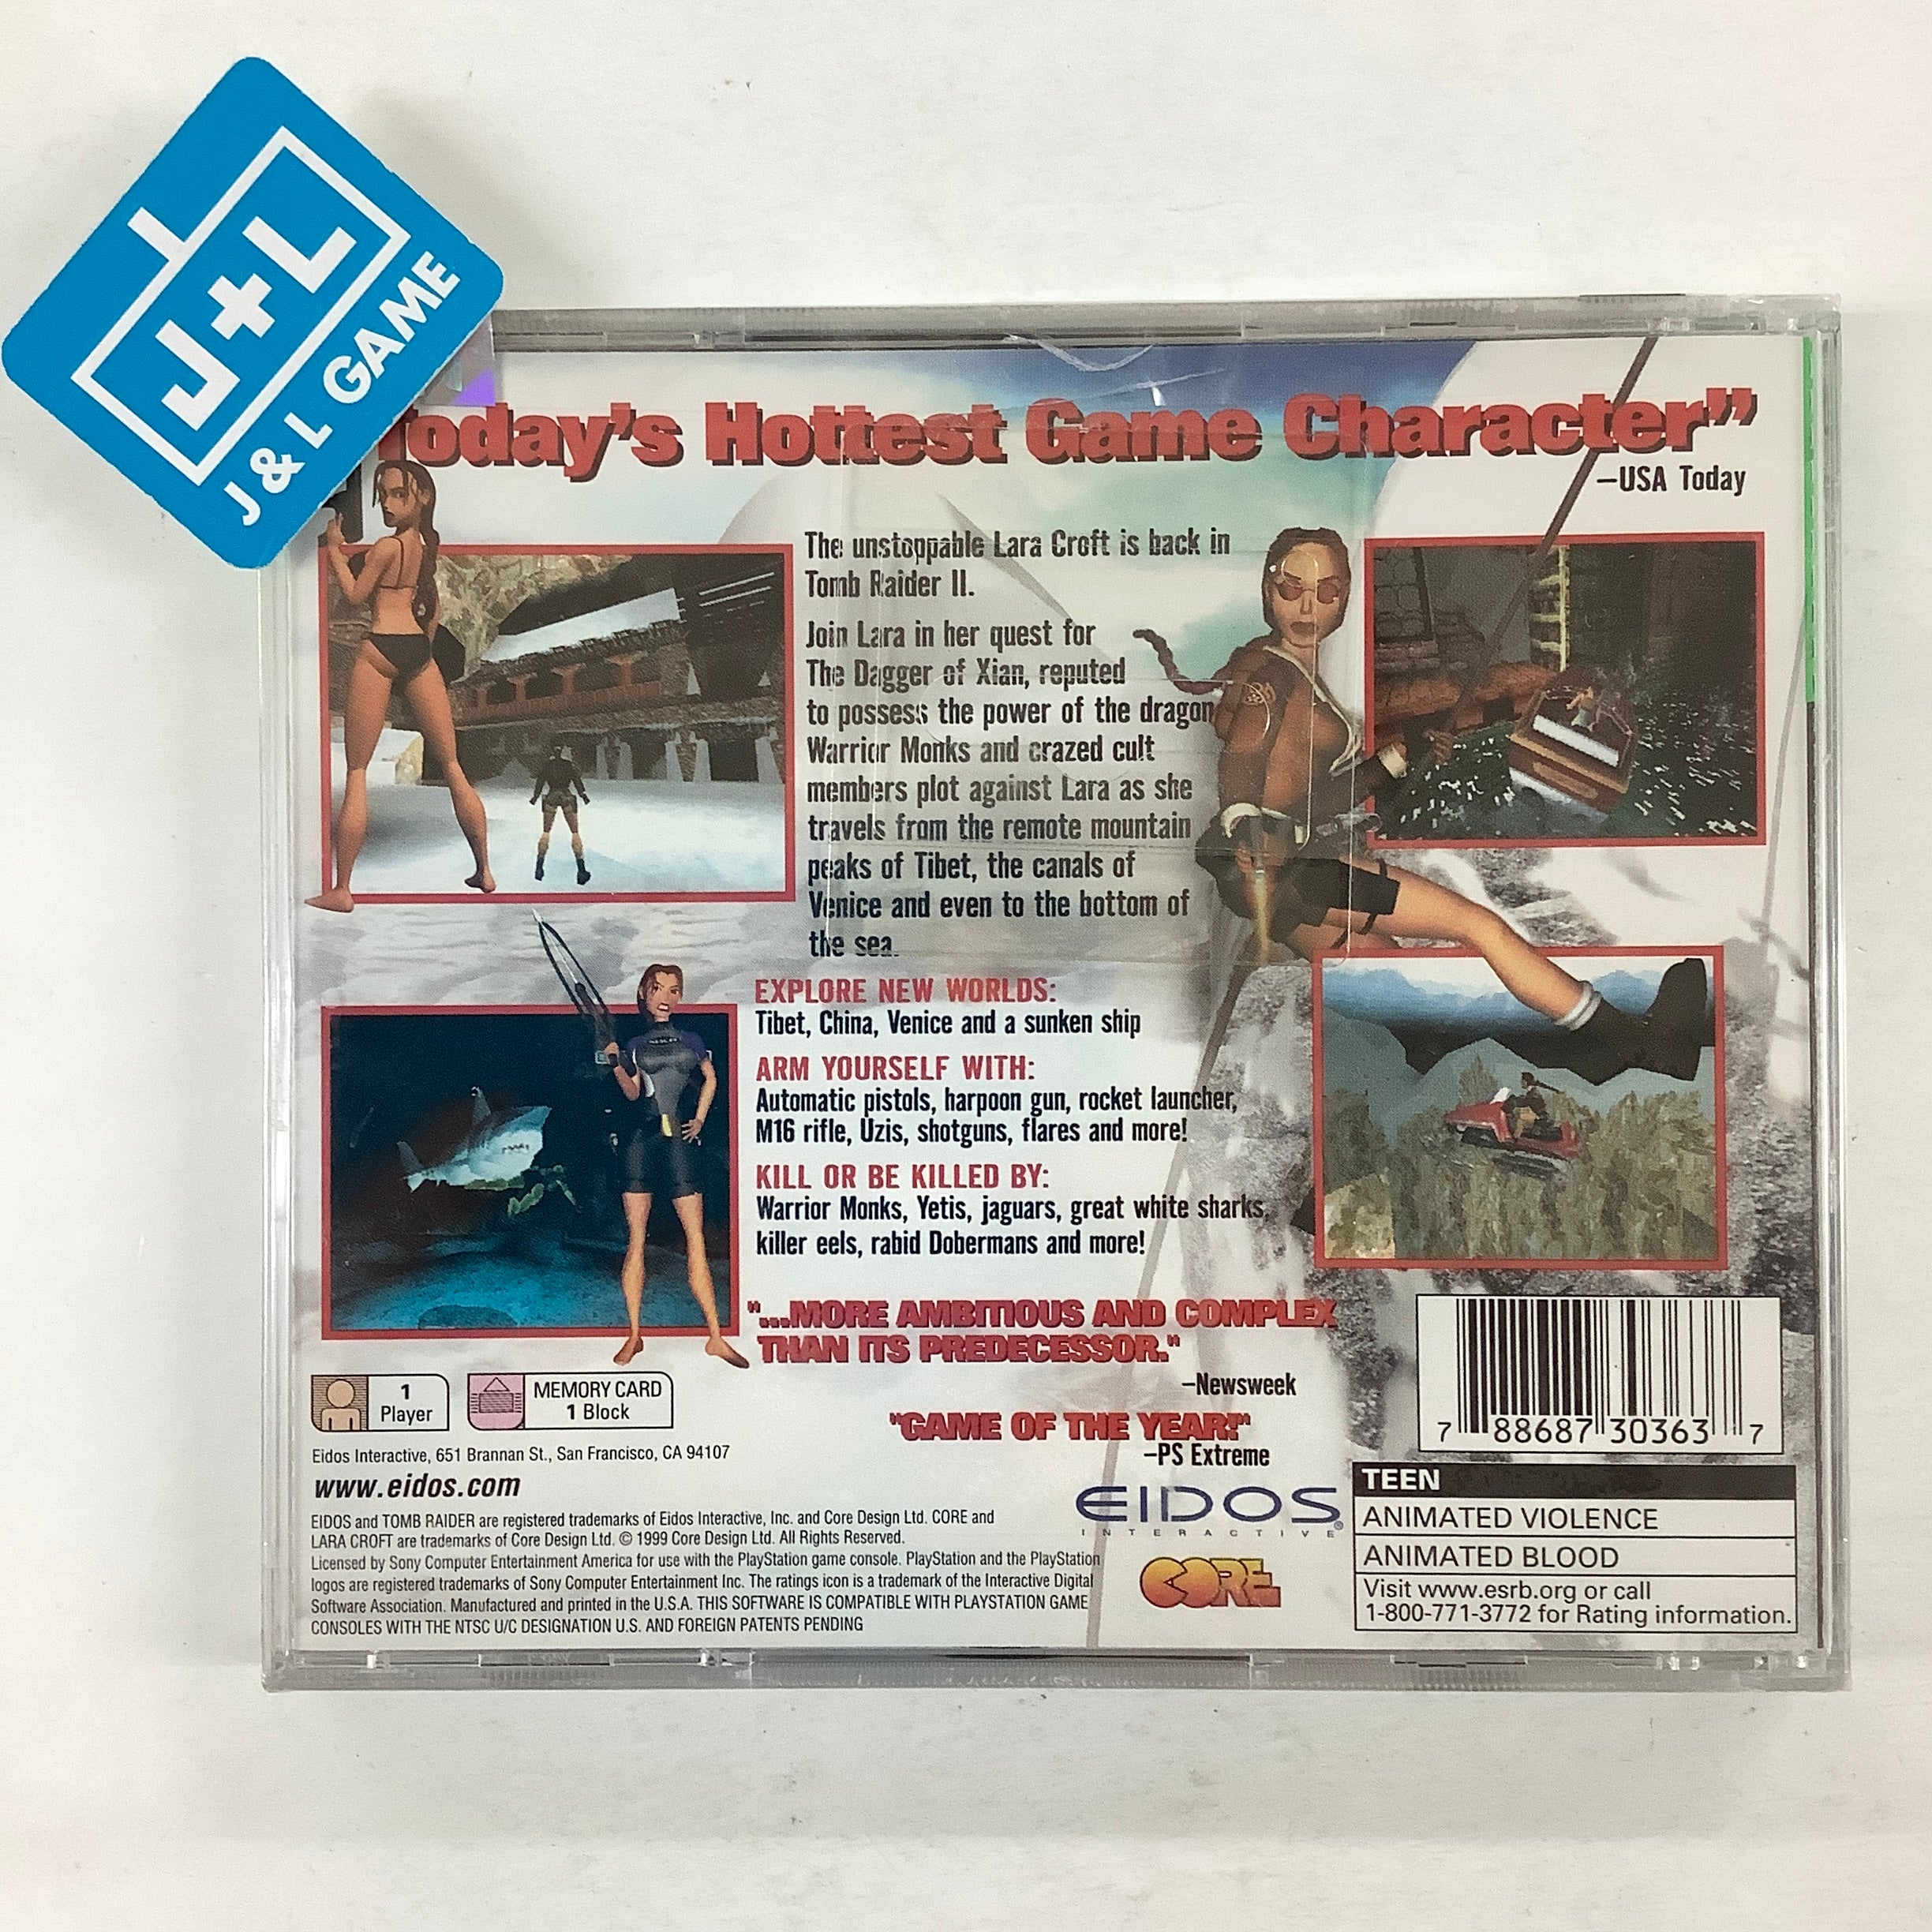 J+L
J & L GAME
Today's Hottest Game Character”
–USA Today
The unstoppable Lara Croft is back in
Tomb Raider II.
Join Lara in her quest for
The Dagger of Xian, reputed
to possess the power of the dragon
Warrior Monks and crazed cult
members plot against Lara as she
travels from the remote mountain
peaks of Tibet, the canals of
Venice and even to the bottom of
the sea.
EXPLORE NEW WORLDS:
Tibet, China, Venice and a sunken ship
ARM YOURSELF WITH:
Automatic pistols, harpoon gun, rocket launcher,
M16 rifle, Uzis, shotguns, flares and more!
KILL OR BE KILLED BY:
Warrior Monks, Yetis, jaguars, great white sharks,
killer eels, rabid Dobermans and more!
"...MORE AMBITIOUS AND COMPLEX
THAN ITS PREDECESSOR."
–Newsweek
"GAME OF THE YEAR!"
–PS Extreme
1
Player
MEMORY CARD
1 Block
Eidos Interactive, 651 Brannan St., San Francisco, CA 94107
www.eidos.com
EIDOS and TOMB RAIDER are registered trademarks of Eidos Interactive, Inc. and Core Design Ltd. CORE and
LARA CROFT are trademarks of Core Design Ltd. © 1999 Core Design Ltd. All Rights Reserved.
Licensed by Sony Computer Entertainment America for use with the PlayStation game console. PlayStation and the PlayStation
logos are registered trademarks of Sony Computer Entertainment Inc. The ratings icon is a trademark of the Interactive Digital
Software Association. Manufactured and printed in the U.S.A. THIS SOFTWARE IS COMPATIBLE WITH PLAYSTATION GAME
CONSOLES WITH THE NTSC U/C DESIGNATION U.S. AND FOREIGN PATENTS PENDING
EIDOS®
INTERACTIVE
CORE
7 88687 30363 7
TEEN
ANIMATED VIOLENCE
ANIMATED BLOOD
Visit www.esrb.org or call
1-800-771-3772 for Rating information.